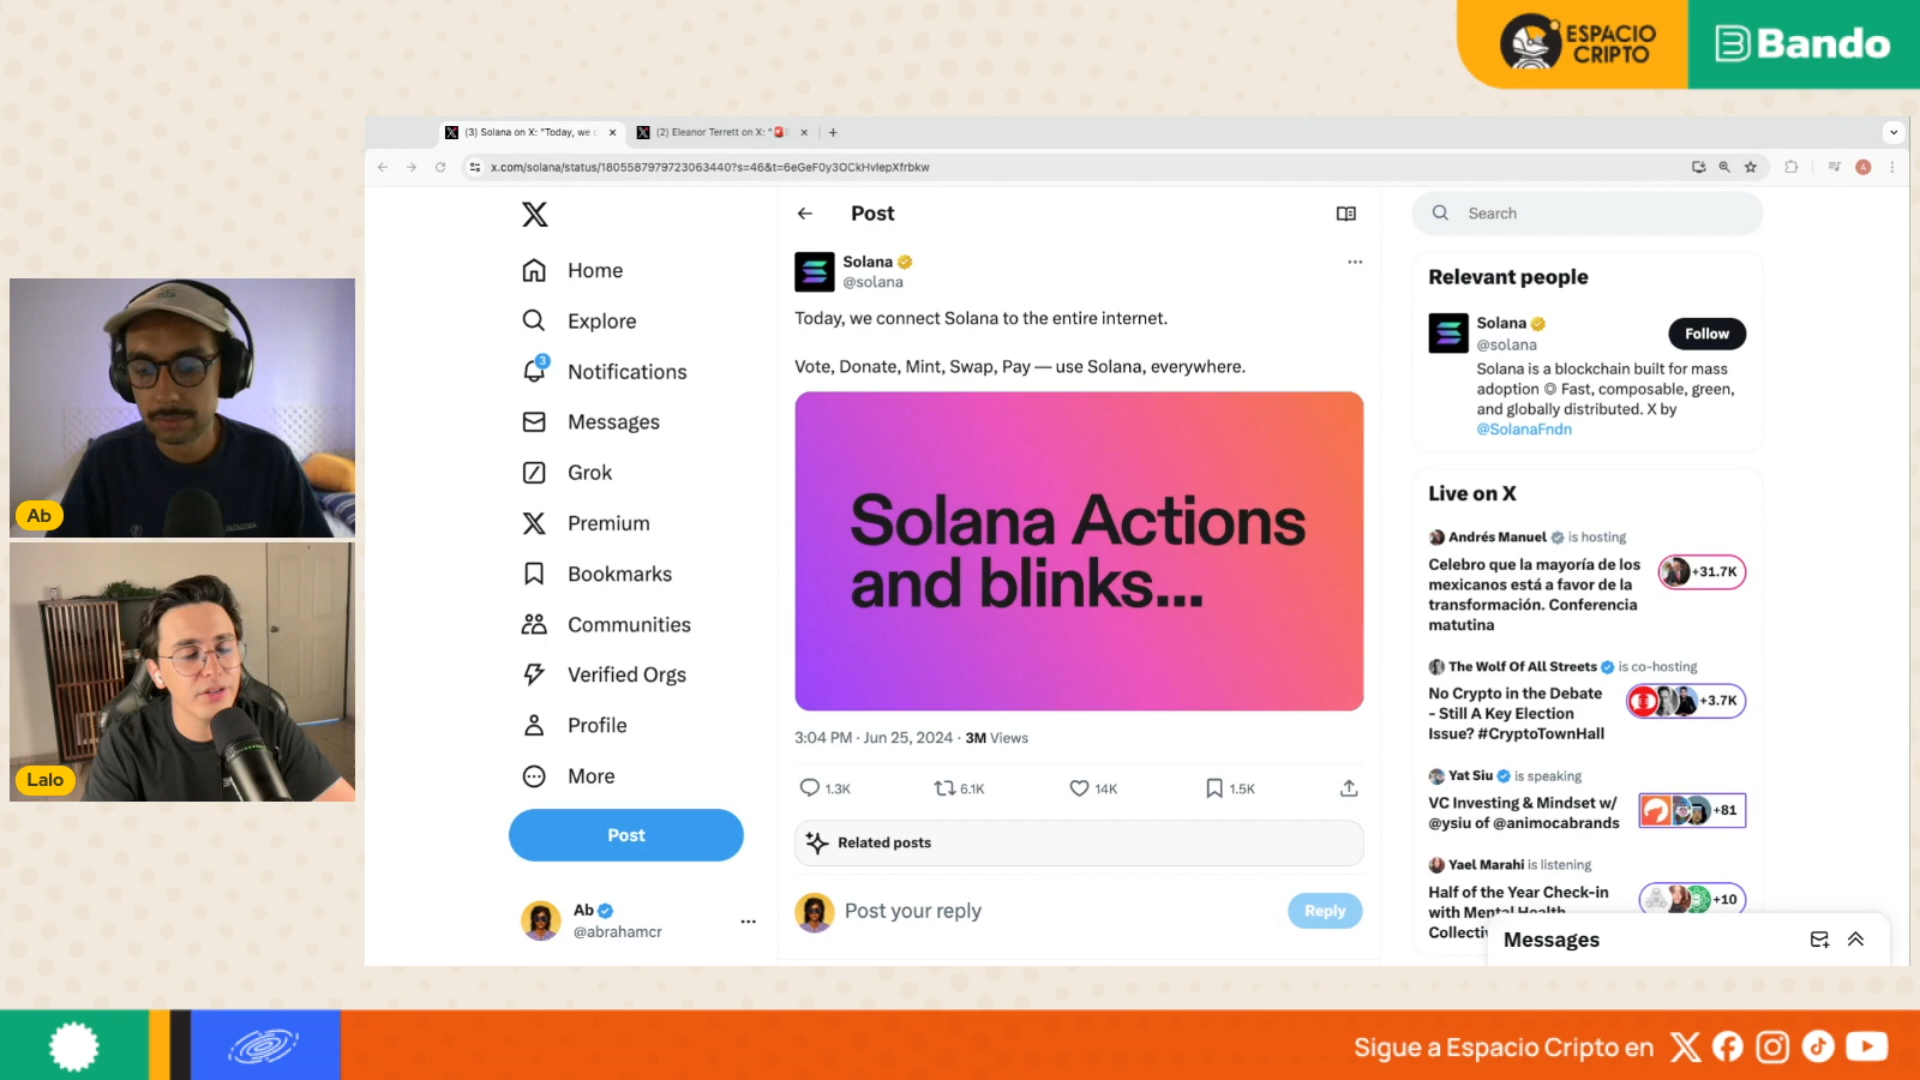 ESPACIO
CRIPTO
Bando
(3) Solana on X: "Today, we c
(2) Eleanor Terrett on X: "
x.com/solana/status/1805587979723063440?s=46&t=6eGeF0y3OCkHvlepXfrbkw
A
Home
Explore
3
Notifications
Messages
Grok
Premium
Bookmarks
Communities
Verified Orgs
Profile
More
Post
Ab
@abrahamcr
Post
Solana
@solana
Today, we connect Solana to the entire internet.
Vote, Donate, Mint, Swap, Pay — use Solana, everywhere.
Solana Actions
and blinks...
3:04 PM · Jun 25, 2024 · 3M Views
1.3K
6.1K
14K
1.5K
Related posts
Post your reply
Reply
Search
Relevant people
Solana
@solana
Follow
Solana is a blockchain built for mass
adoption ◎ Fast, composable, green,
and globally distributed. X by
@SolanaFndn
Live on X
Andrés Manuel is hosting
Celebro que la mayoría de los
mexicanos está a favor de la
transformación. Conferencia
matutina
+31.7K
The Wolf Of All Streets is co-hosting
No Crypto in the Debate
- Still A Key Election
Issue? #CryptoTownHall
+3.7K
Yat Siu is speaking
VC Investing & Mindset w/
@ysiu of @animocabrands
+81
Yael Marahi is listening
Half of the Year Check-in
with Mental Health
Collectiv
+10
Messages
Ab
Lalo
Sigue a Espacio Cripto en